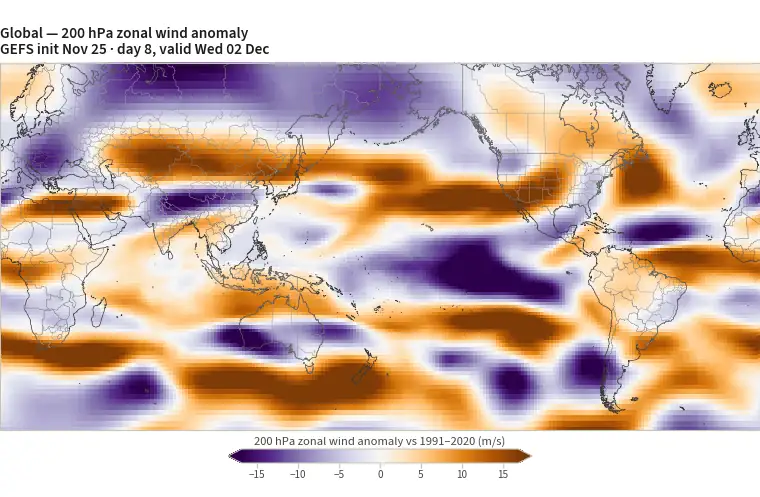 Global — 200 hPa zonal wind anomaly
GEFS init Nov 25 · day 8, valid Wed 02 Dec
200 hPa zonal wind anomaly vs 1991–2020 (m/s)
−15 −10 −5 0 5 10 15